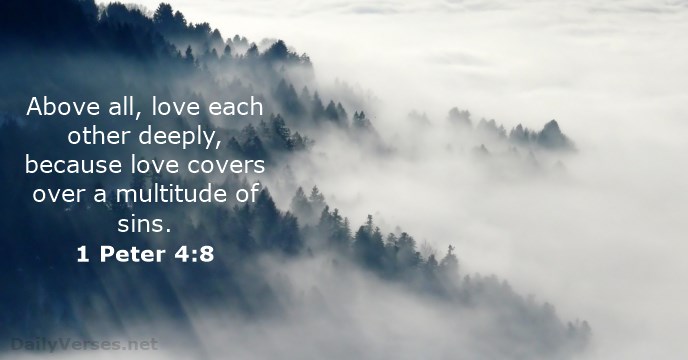 Above all, love each
other deeply,
because love covers
over a multitude of
sins.
1 Peter 4:8
DailyVerses.net